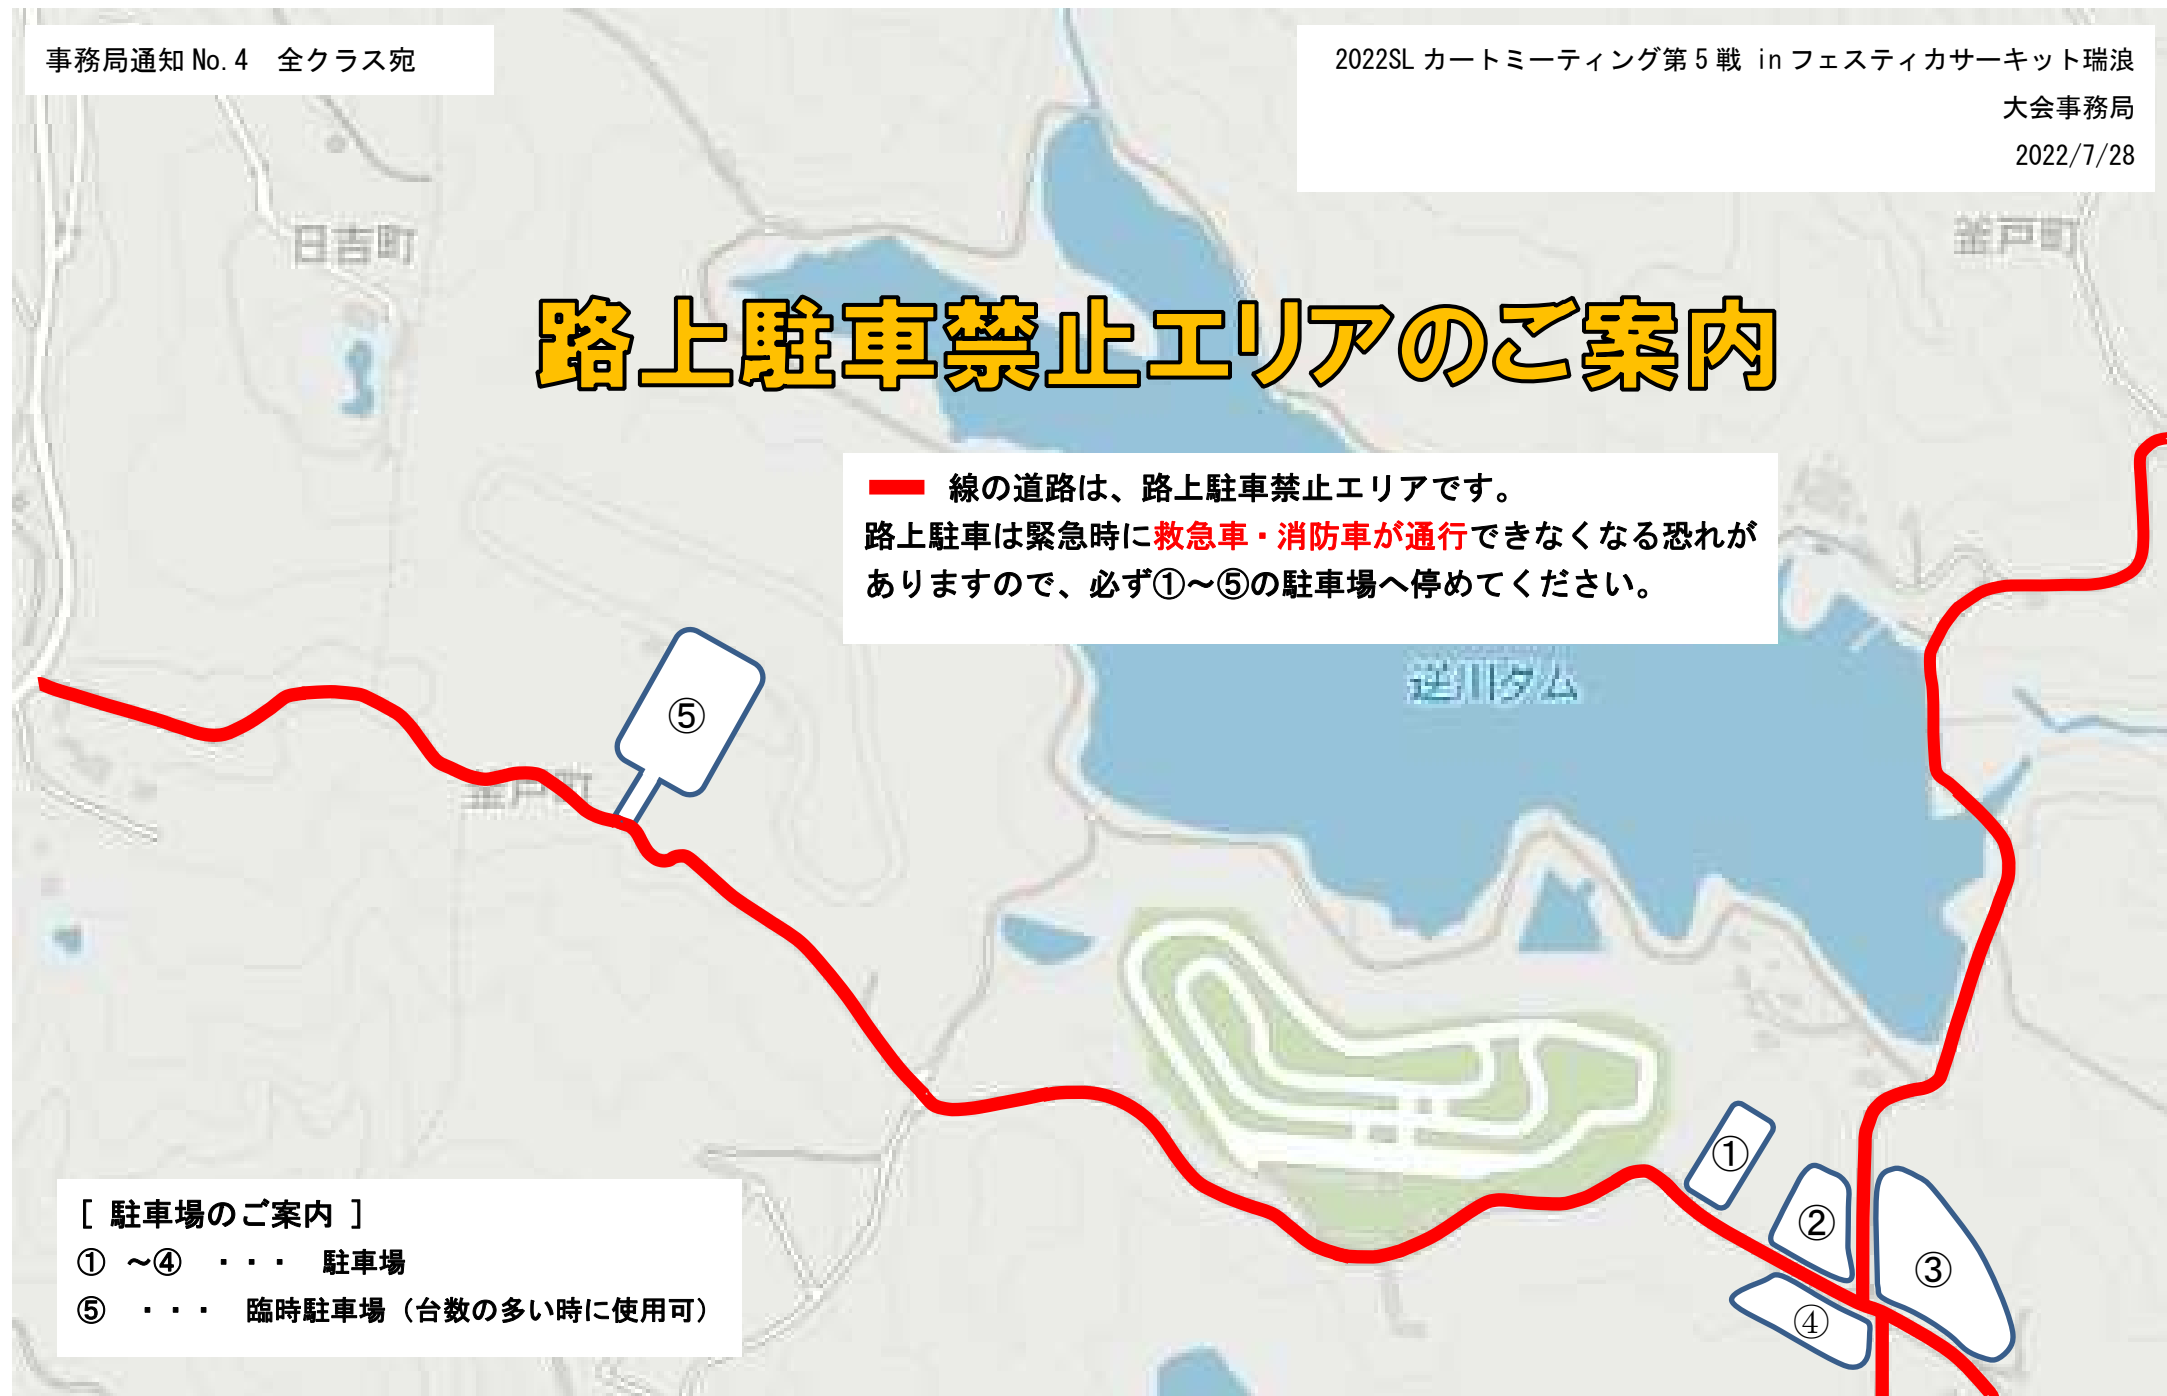 事務局通知 No.4　全クラス宛
2022SL カートミーティング第 5 戦 in フェスティカサーキット瑞浪
大会事務局
2022/7/28
日吉町
釜戸町
路上駐車禁止エリアのご案内
線の道路は、路上駐車禁止エリアです。
路上駐車は緊急時に救急車・消防車が通行できなくなる恐れが
ありますので、必ず①～⑤の駐車場へ停めてください。
逆川ダム
⑤
釜戸町
①
②
③
④
[ 駐車場のご案内 ]
① ～④ ・・・ 駐車場
⑤ ・・・ 臨時駐車場（台数の多い時に使用可）